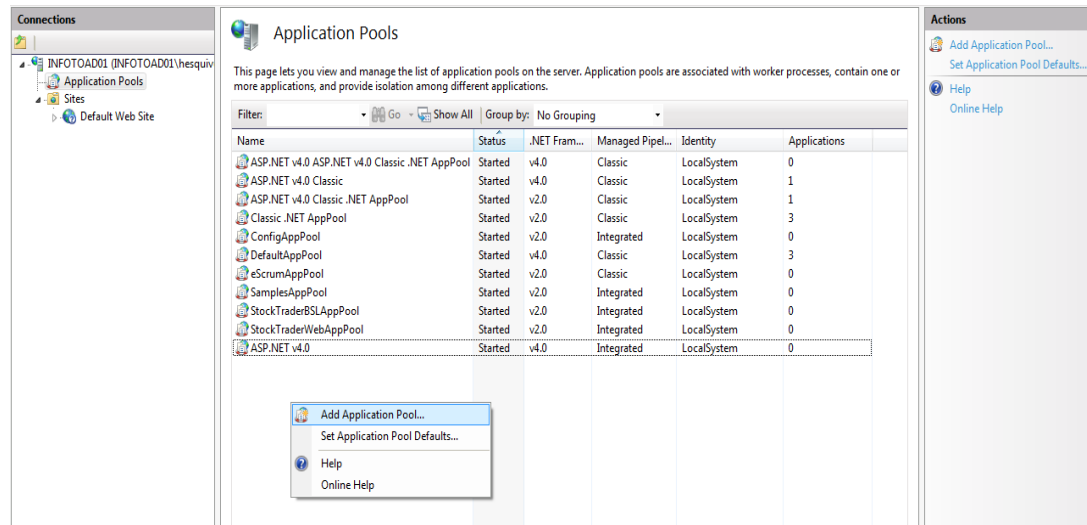 Connections
INFOTOAD01 (INFOTOAD01\hesquiv
Application Pools
Sites
Default Web Site
Application Pools
This page lets you view and manage the list of application pools on the server. Application pools are associated with worker processes, contain one or
more applications, and provide isolation among different applications.
Filter: Go Show All Group by: No Grouping
Name Status .NET Fram... Managed Pipel... Identity Applications
ASP.NET v4.0 ASP.NET v4.0 Classic .NET AppPool Started v4.0 Classic LocalSystem 0
ASP.NET v4.0 Classic Started v4.0 Classic LocalSystem 1
ASP.NET v4.0 Classic .NET AppPool Started v2.0 Classic LocalSystem 1
Classic .NET AppPool Started v2.0 Classic LocalSystem 3
ConfigAppPool Started v2.0 Integrated LocalSystem 0
DefaultAppPool Started v4.0 Classic LocalSystem 3
eScrumAppPool Started v2.0 Classic LocalSystem 0
SamplesAppPool Started v2.0 Integrated LocalSystem 0
StockTraderBSLAppPool Started v2.0 Integrated LocalSystem 0
StockTraderWebAppPool Started v2.0 Integrated LocalSystem 0
ASP.NET v4.0 Started v4.0 Integrated LocalSystem 0
Add Application Pool...
Set Application Pool Defaults...
Help
Online Help
Actions
Add Application Pool...
Set Application Pool Defaults...
Help
Online Help